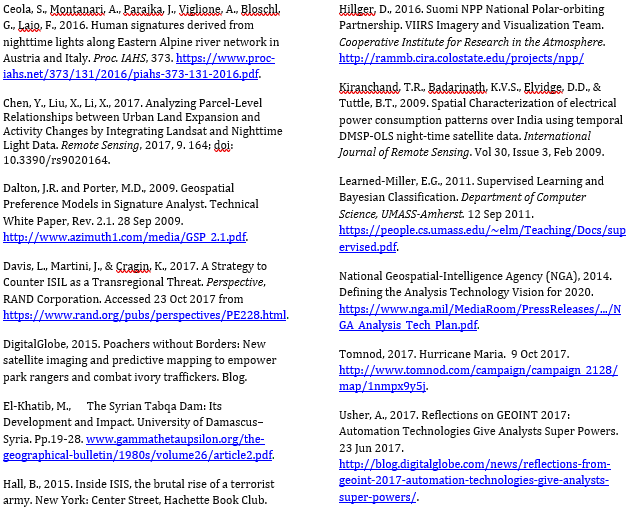 Ceola, S., Montanari, A., Parajka, J., Viglione, A., Bloschl,
G., Laio, F., 2016. Human signatures derived from
nighttime lights along Eastern Alpine river network in
Austria and Italy. Proc. IAHS, 373. https://www.proc-
iahs.net/373/131/2016/piahs-373-131-2016.pdf.
Chen, Y., Liu, X., Li, X., 2017. Analyzing Parcel-Level
Relationships between Urban Land Expansion and
Activity Changes by Integrating Landsat and Nighttime
Light Data. Remote Sensing, 2017, 9. 164; doi:
10.3390/rs9020164.
Dalton, J.R. and Porter, M.D., 2009. Geospatial
Preference Models in Signature Analyst. Technical
White Paper, Rev. 2.1. 28 Sep 2009.
http://www.azimuth1.com/media/GSP_2.1.pdf.
Davis, L., Martini, J., & Cragin, K., 2017. A Strategy to
Counter ISIL as a Transregional Threat. Perspective,
RAND Corporation. Accessed 23 Oct 2017 from
https://www.rand.org/pubs/perspectives/PE228.html.
DigitalGlobe, 2015. Poachers without Borders: New
satellite imaging and predictive mapping to empower
park rangers and combat ivory traffickers. Blog.
El-Khatib, M., The Syrian Tabqa Dam: Its
Development and Impact. University of Damascus–
Syria. Pp.19-28. www.gammathetaupsilon.org/the-
geographical-bulletin/1980s/volume26/article2.pdf.
Hall, B., 2015. Inside ISIS, the brutal rise of a terrorist
army. New York: Center Street, Hachette Book Club.
Hillger, D., 2016. Suomi NPP National Polar-orbiting
Partnership. VIIRS Imagery and Visualization Team.
Cooperative Institute for Research in the Atmosphere.
http://rammb.cira.colostate.edu/projects/npp/
Kiranchand, T.R., Badarinath, K.V.S., Elvidge, D.D., &
Tuttle, B.T., 2009. Spatial Characterization of electrical
power consumption patterns over India using temporal
DMSP-OLS night-time satellite data. International
Journal of Remote Sensing. Vol 30, Issue 3, Feb 2009.
Learned-Miller, E.G., 2011. Supervised Learning and
Bayesian Classification. Department of Computer
Science, UMASS-Amherst. 12 Sep 2011.
https://people.cs.umass.edu/~elm/Teaching/Docs/sup
ervised.pdf.
National Geospatial-Intelligence Agency (NGA), 2014.
Defining the Analysis Technology Vision for 2020.
https://www.nga.mil/MediaRoom/PressReleases/.../N
GA_Analysis_Tech_Plan.pdf.
Tomnod, 2017. Hurricane Maria. 9 Oct 2017.
http://www.tomnod.com/campaign/campaign_2128/
map/1nmpx9y5j.
Usher, A., 2017. Reflections on GEOINT 2017:
Automation Technologies Give Analysts Super Powers.
23 Jun 2017.
http://blog.digitalglobe.com/news/reflections-from-
geoint-2017-automation-technologies-give-analysts-
super-powers/.